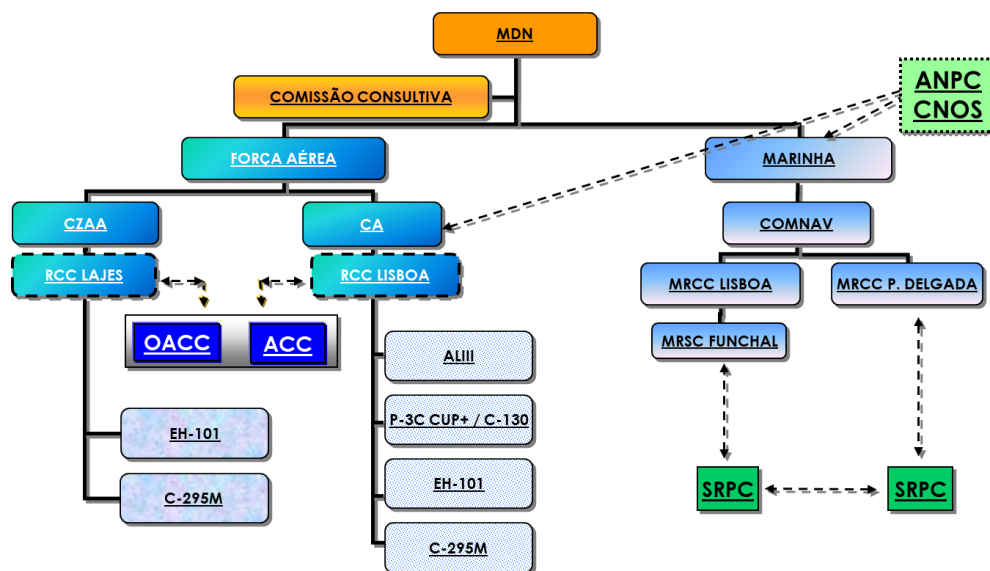 MDN
COMISSÃO CONSULTIVA
ANPC
CNOS
FORÇA AÉREA
MARINHA
CZAA
CA
COMNAV
RCC LAJES
RCC LISBOA
MRCC LISBOA
MRCC P. DELGADA
OACC
ACC
MRSC FUNCHAL
ALIII
P-3C CUP+ / C-130
EH-101
EH-101
SRPC
SRPC
C-295M
C-295M